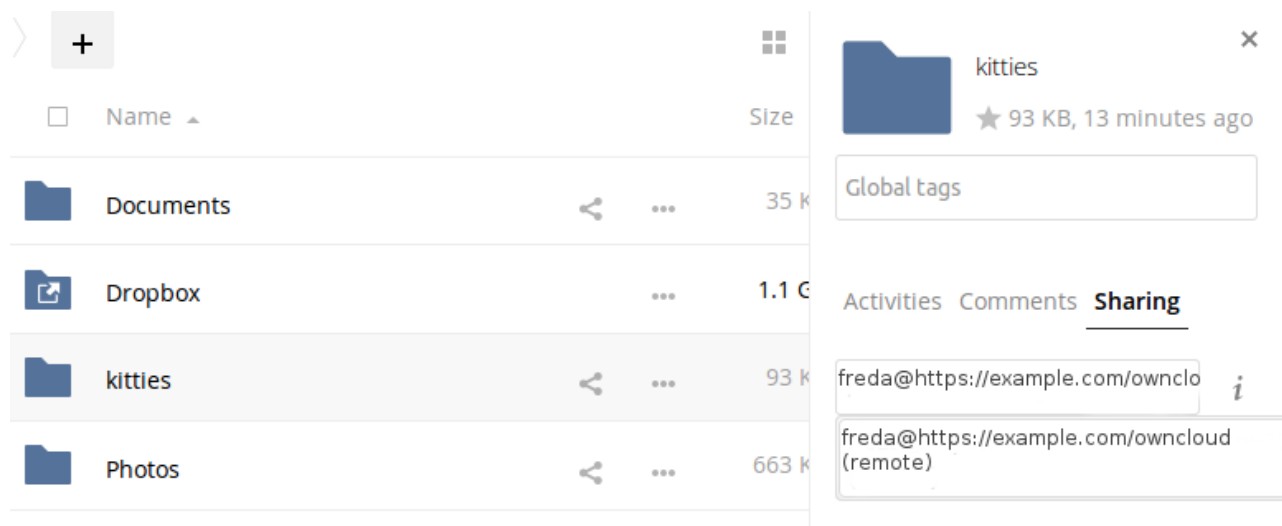 +
Name
Size
Documents
35 K
Dropbox
1.1 G
kitties
93 K
Photos
663 K
kitties
93 KB, 13 minutes ago
Global tags
Activities Comments Sharing
freda@https://example.com/ownclo
i
freda@https://example.com/owncloud
(remote)